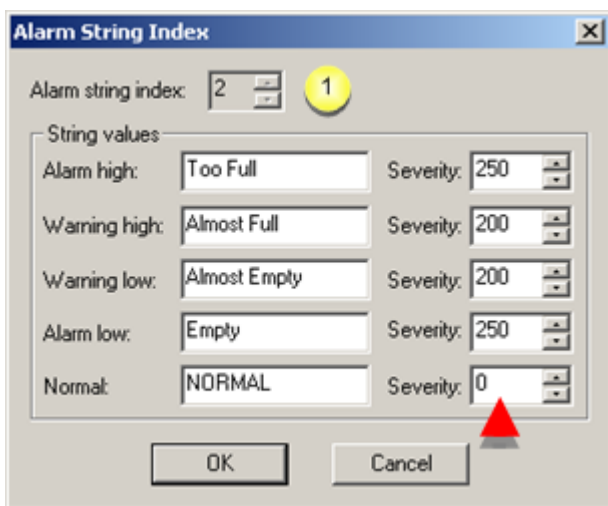 Alarm String Index
Alarm string index: 2 1
String values
Alarm high: Too Full Severity: 250
Warning high: Almost Full Severity: 200
Warning low: Almost Empty Severity: 200
Alarm low: Empty Severity: 250
Normal: NORMAL Severity: 0
OK Cancel